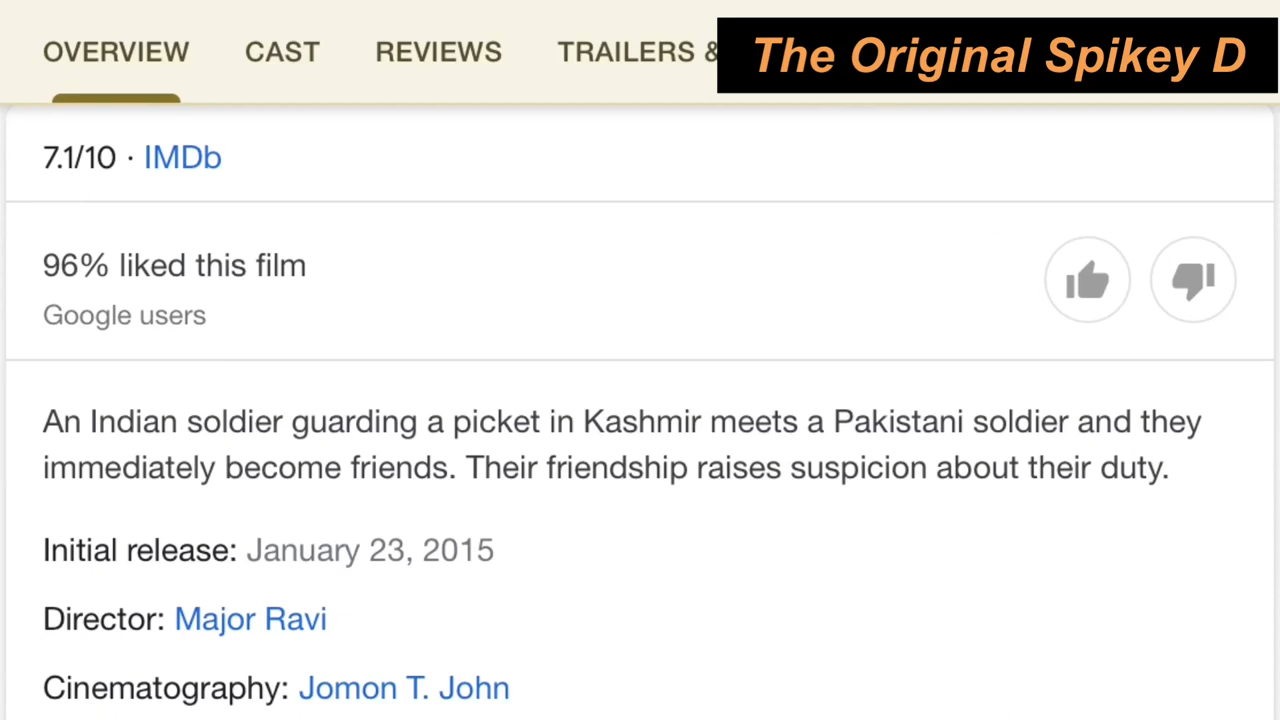 OVERVIEW CAST REVIEWS TRAILERS &
The Original Spikey D
7.1/10 · IMDb
96% liked this film
Google users
An Indian soldier guarding a picket in Kashmir meets a Pakistani soldier and they
immediately become friends. Their friendship raises suspicion about their duty.
Initial release: January 23, 2015
Director: Major Ravi
Cinematography: Jomon T. John